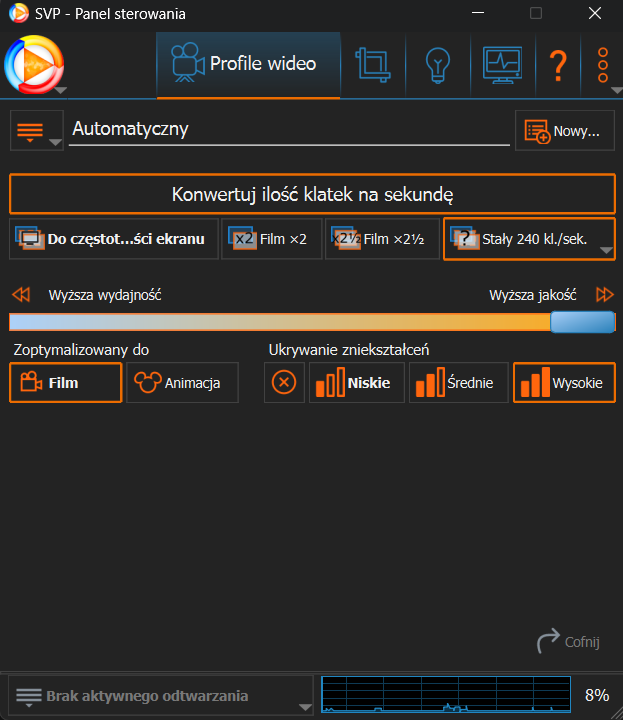 SVP - Panel sterowania
Profile wideo
?
Automatyczny
Nowy...
Konwertuj ilość klatek na sekundę
Do częstot...ści ekranu
×2
Film ×2
×2½
Film ×2½
?
Stały 240 kl./sek.
Wyższa wydajność
Wyższa jakość
Zoptymalizowany do
Ukrywanie zniekształceń
Film
Animacja
Niskie
Średnie
Wysokie
Cofnij
Brak aktywnego odtwarzania
8%